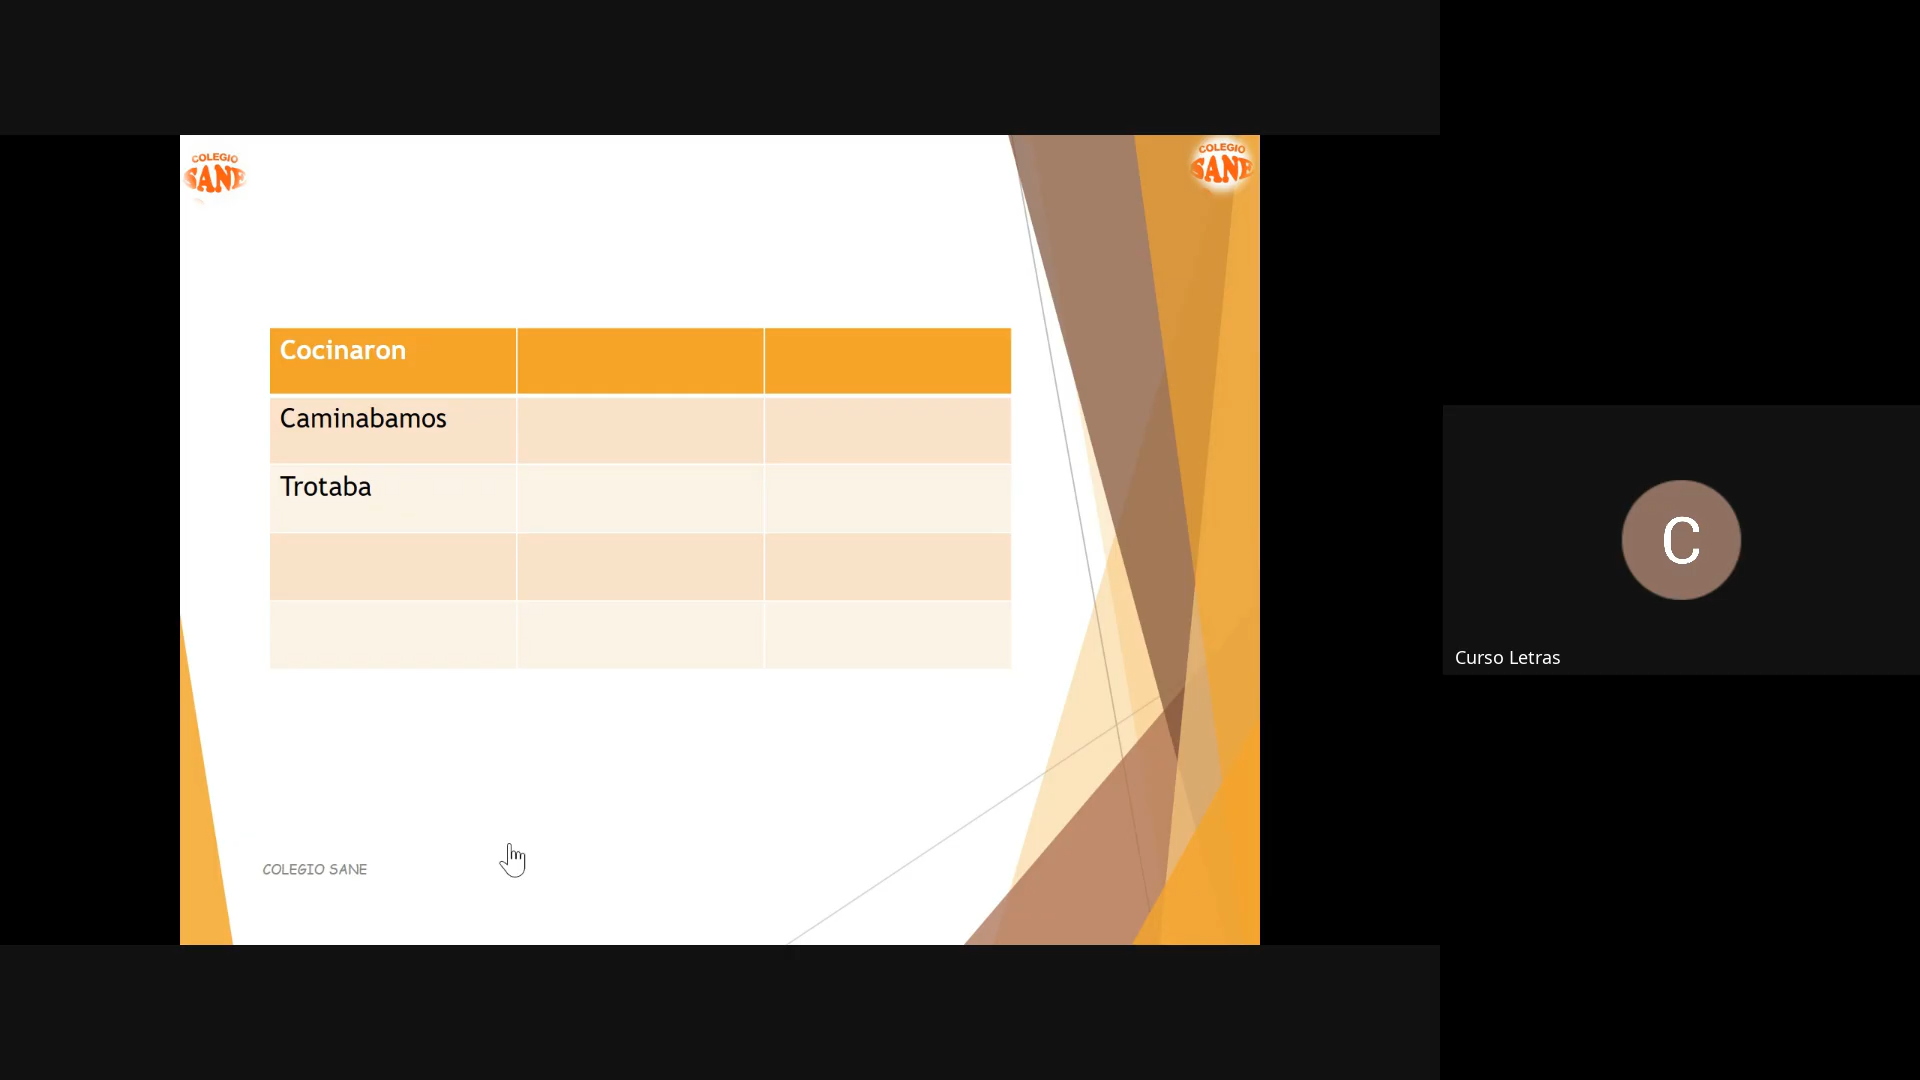 COLEGIO
SANE
COLEGIO
SANE
Cocinaron
Caminabamos
Trotaba
C
Curso Letras
COLEGIO SANE